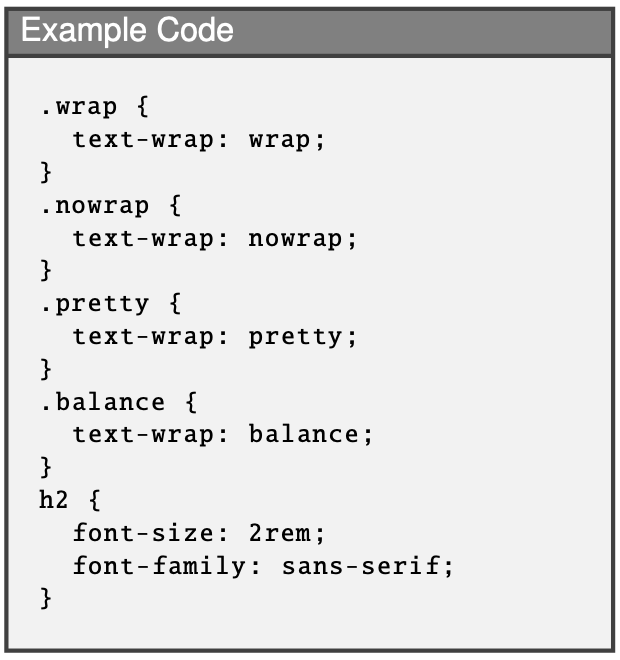 Example Code
.wrap {
  text-wrap: wrap;
}
.nowrap {
  text-wrap: nowrap;
}
.pretty {
  text-wrap: pretty;
}
.balance {
  text-wrap: balance;
}
h2 {
  font-size: 2rem;
  font-family: sans-serif;
}